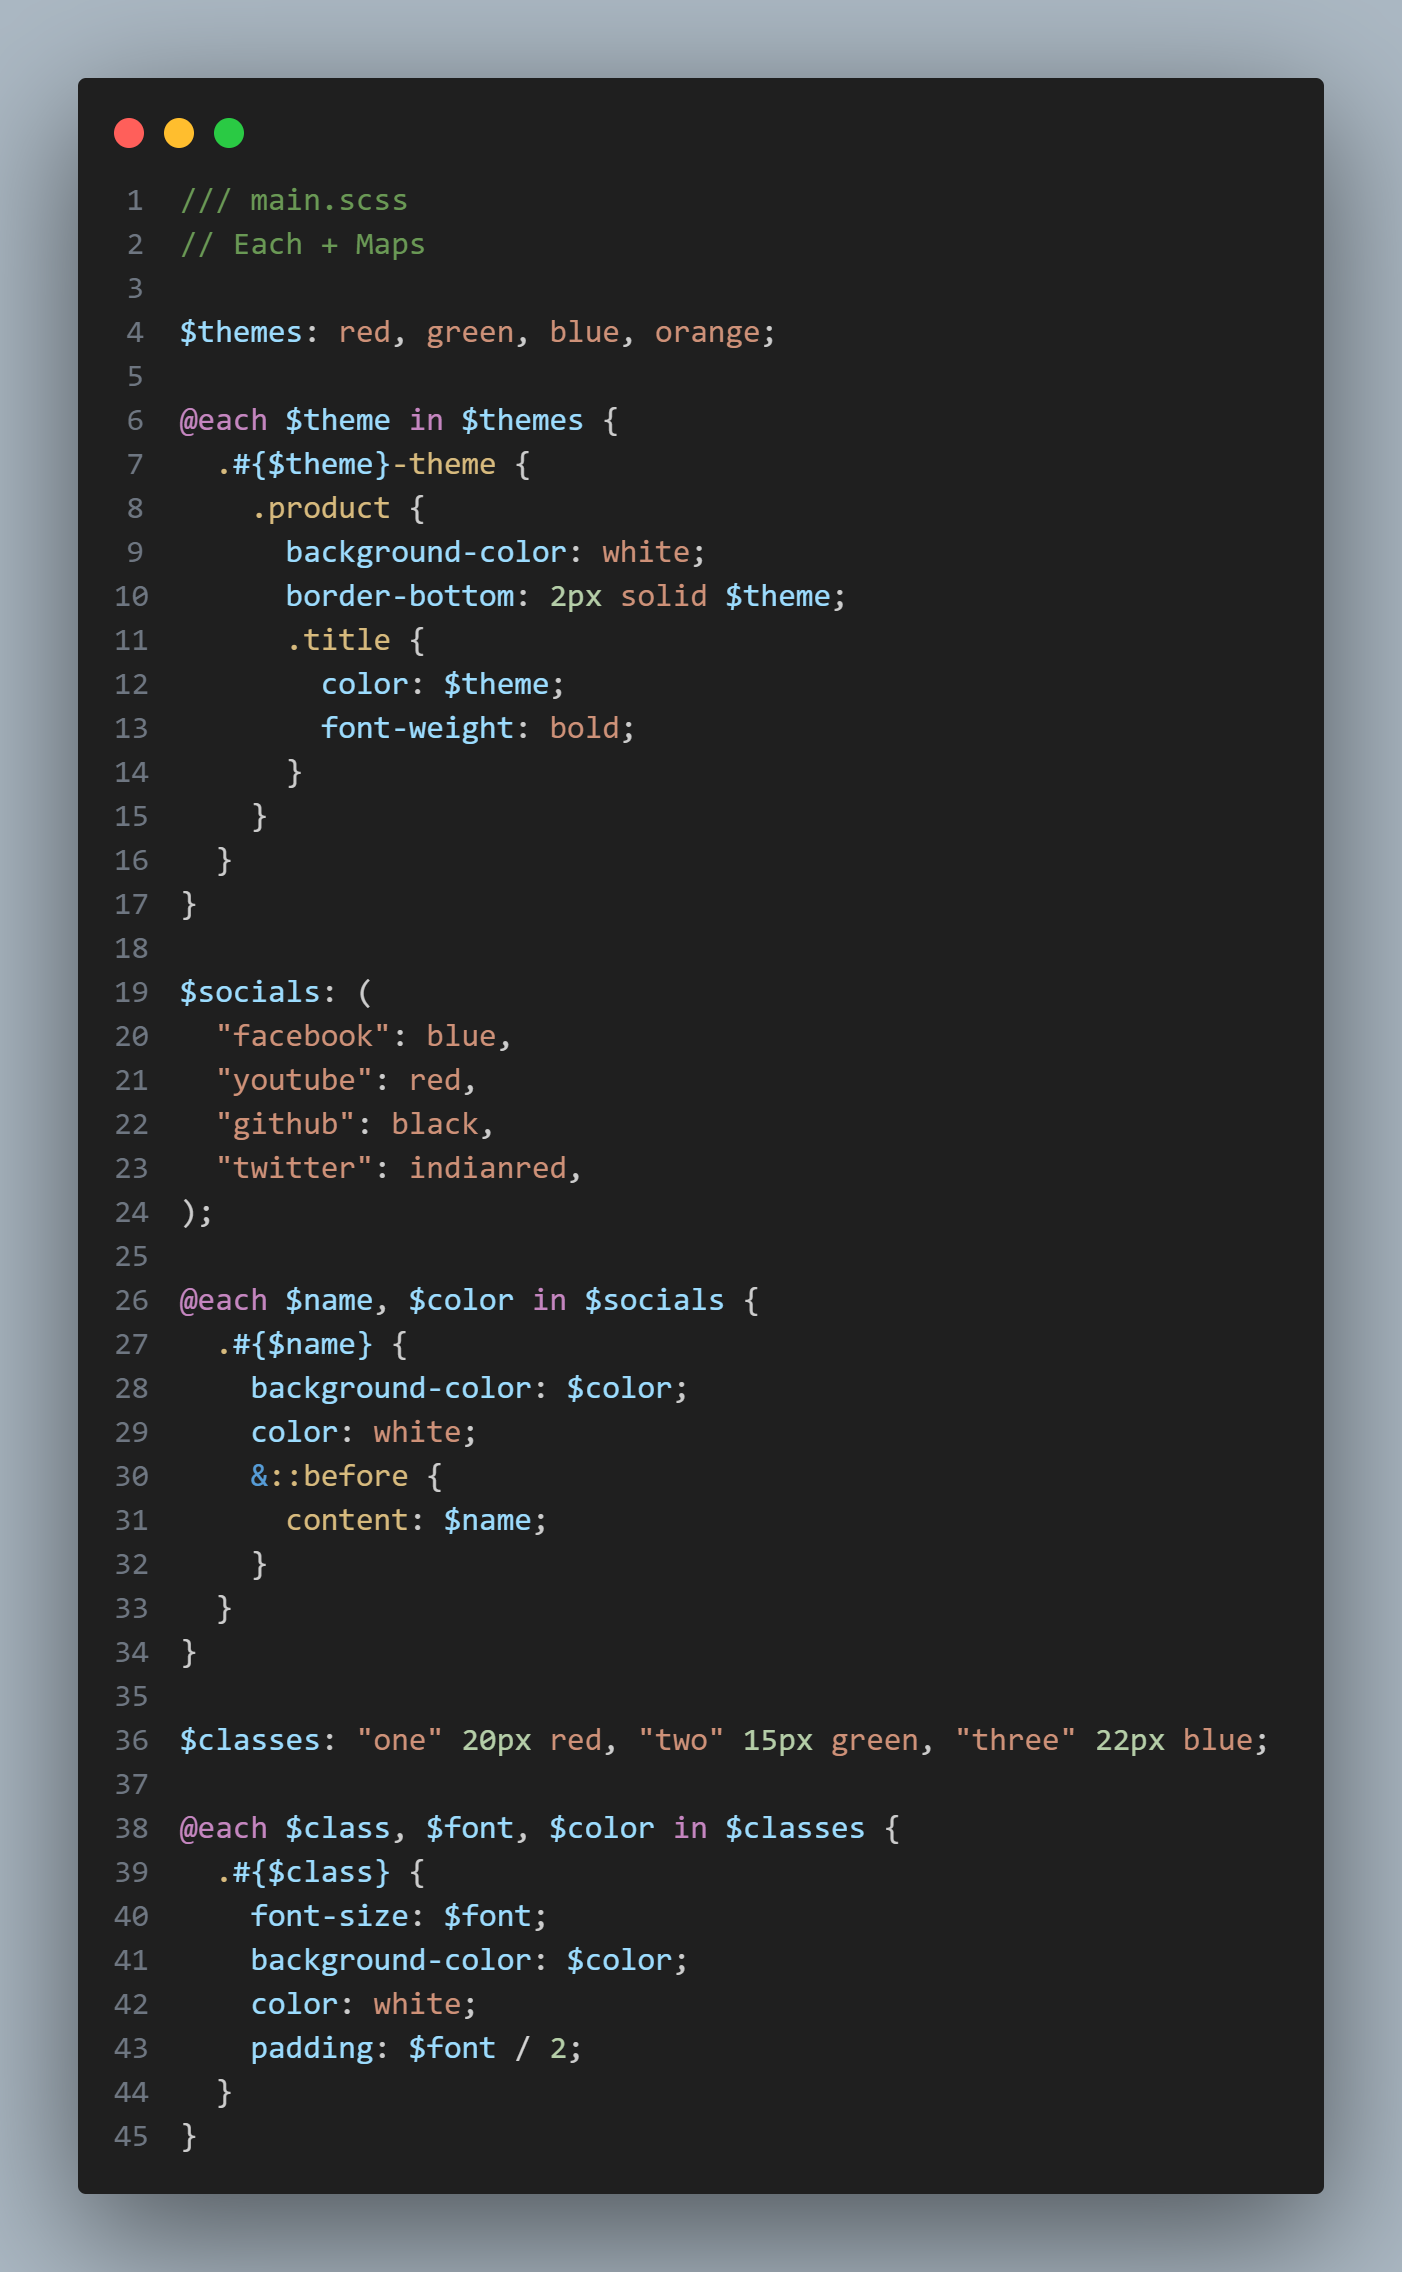 1 /// main.scss
2 // Each + Maps
3
4 $themes: red, green, blue, orange;
5
6 @each $theme in $themes {
7   .#{$theme}-theme {
8     .product {
9       background-color: white;
10       border-bottom: 2px solid $theme;
11       .title {
12         color: $theme;
13         font-weight: bold;
14       }
15     }
16   }
17 }
18
19 $socials: (
20   "facebook": blue,
21   "youtube": red,
22   "github": black,
23   "twitter": indianred,
24 );
25
26 @each $name, $color in $socials {
27   .#{$name} {
28     background-color: $color;
29     color: white;
30     &::before {
31       content: $name;
32     }
33   }
34 }
35
36 $classes: "one" 20px red, "two" 15px green, "three" 22px blue;
37
38 @each $class, $font, $color in $classes {
39   .#{$class} {
40     font-size: $font;
41     background-color: $color;
42     color: white;
43     padding: $font / 2;
44   }
45 }